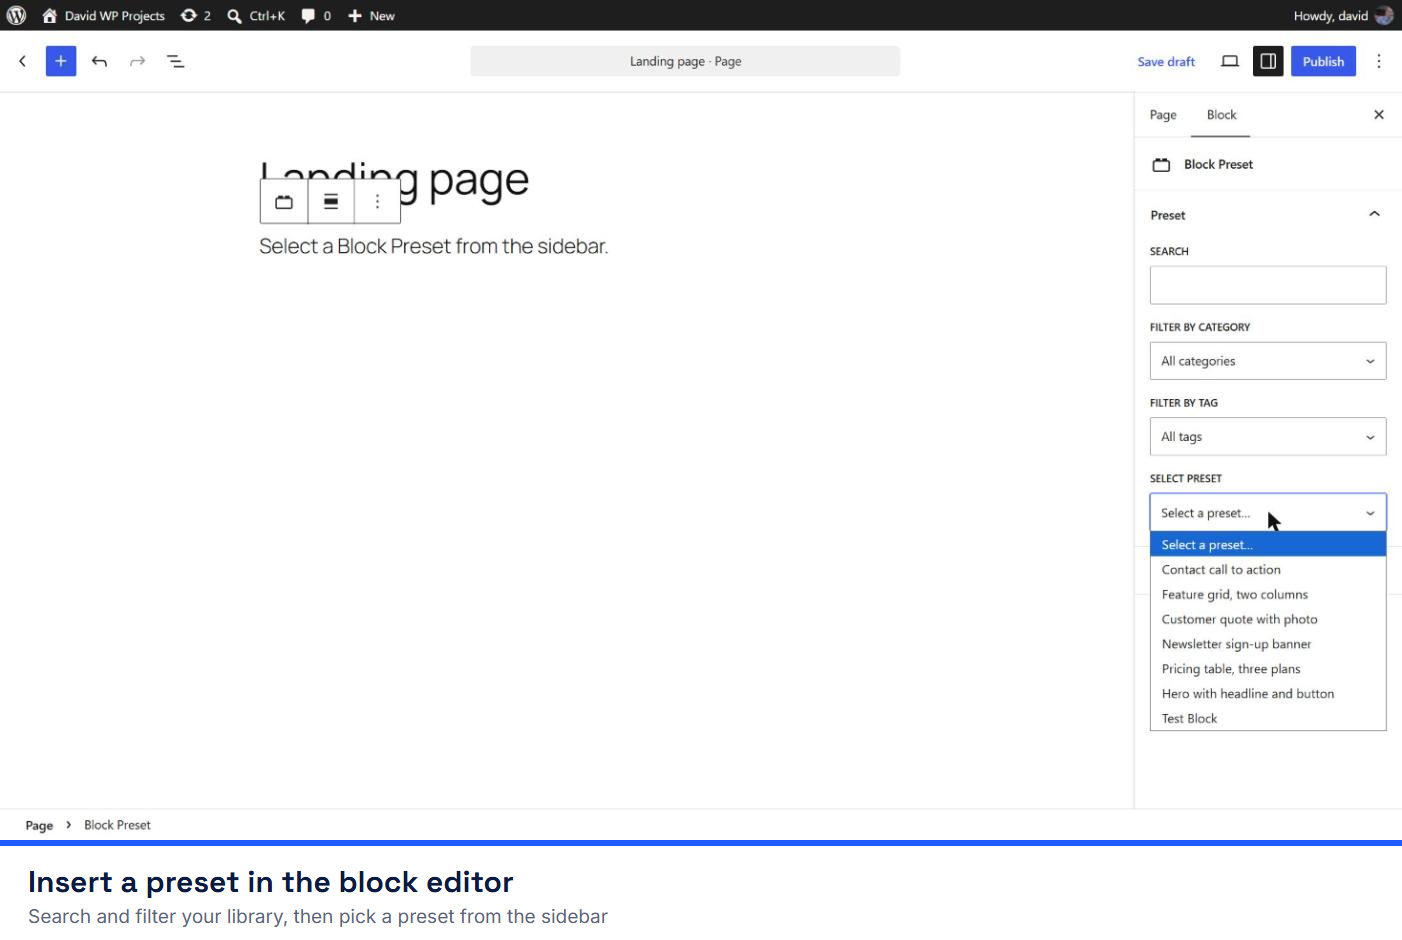 David WP Projects 2 Ctrl+K 0 New Howdy, david
Landing page · Page Save draft Publish
Page Block
Block Preset
Landing page
Select a Block Preset from the sidebar.
Preset
SEARCH
FILTER BY CATEGORY
All categories
FILTER BY TAG
All tags
SELECT PRESET
Select a preset...
Select a preset...
Contact call to action
Feature grid, two columns
Customer quote with photo
Newsletter sign-up banner
Pricing table, three plans
Hero with headline and button
Test Block
Page > Block Preset
Insert a preset in the block editor
Search and filter your library, then pick a preset from the sidebar